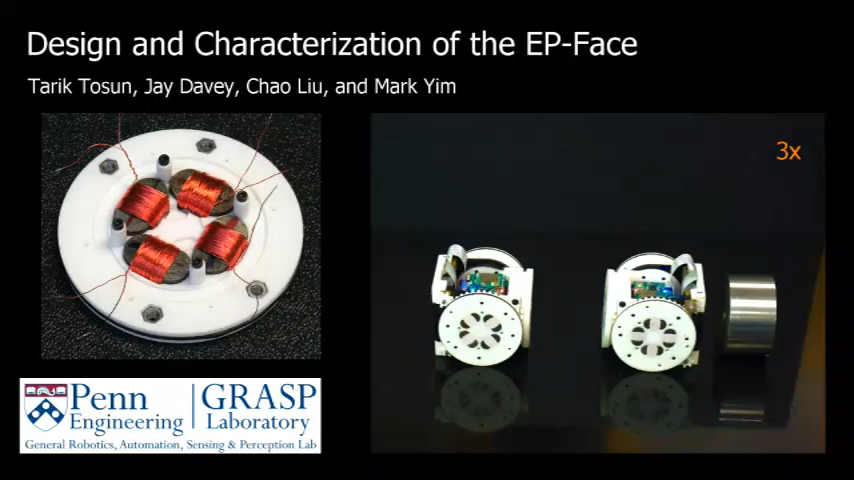 Design and Characterization of the EP-Face
Tarik Tosun, Jay Davey, Chao Liu, and Mark Yim
3x
Penn
Engineering
GRASP
Laboratory
General Robotics, Automation, Sensing & Perception Lab